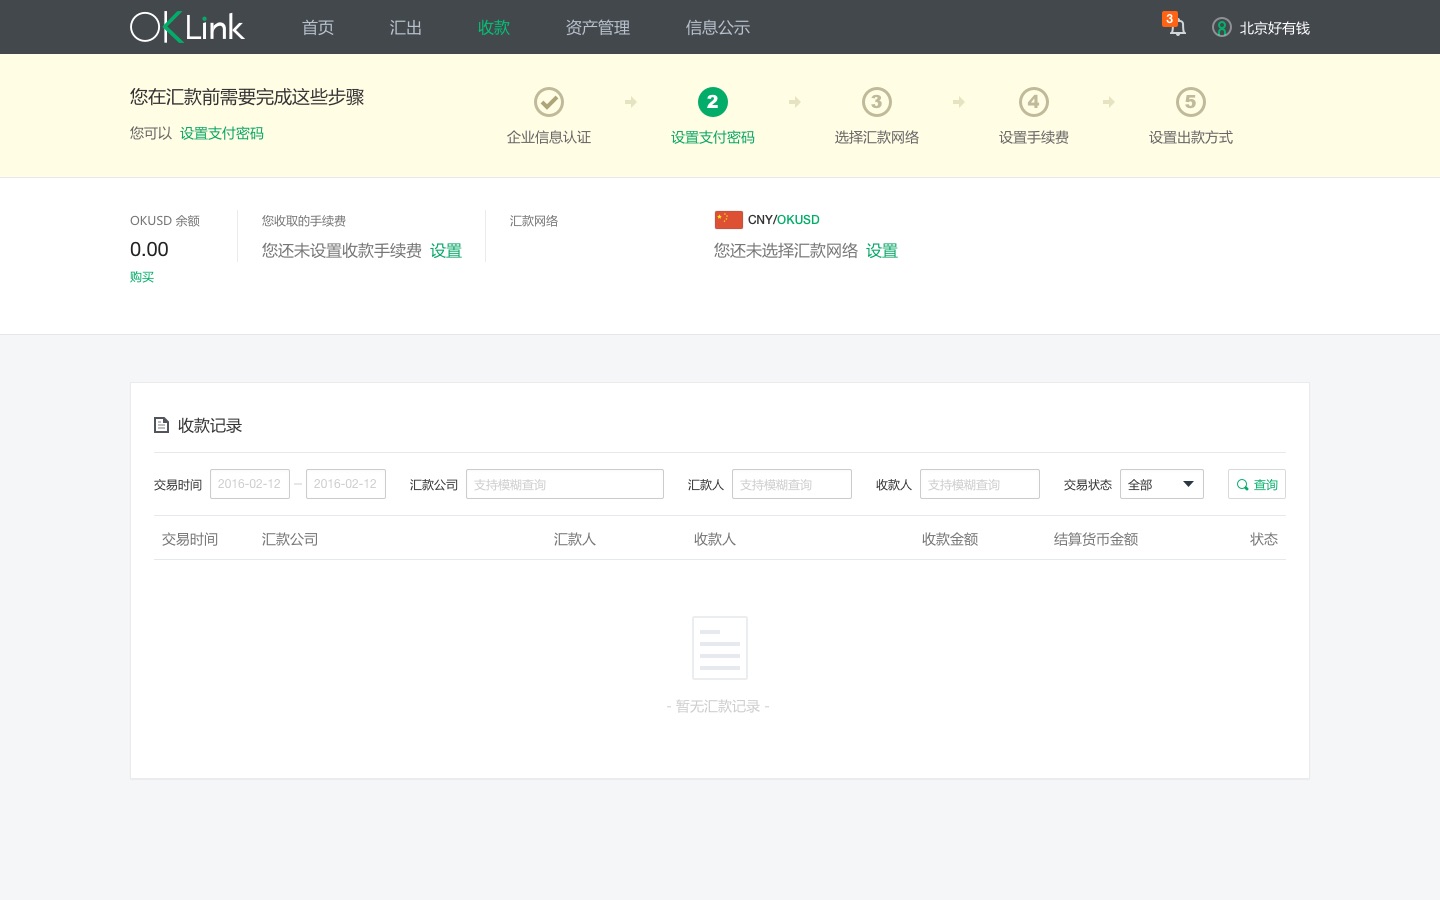 OKLink 首页 汇出 收款 资产管理 信息公示 3 北京好有钱
您在汇款前需要完成这些步骤
您可以 设置支付密码
2 3 4 5
企业信息认证 设置支付密码 选择汇款网络 设置手续费 设置出款方式
OKUSD 余额 您收取的手续费 汇款网络 CNY/OKUSD
0.00 您还未设置收款手续费 设置 您还未选择汇款网络 设置
购买
收款记录
交易时间 2016-02-12 – 2016-02-12 汇款公司 支持模糊查询 汇款人 支持模糊查询 收款人 支持模糊查询 交易状态 全部 查询
交易时间 汇款公司 汇款人 收款人 收款金额 结算货币金额 状态
- 暂无汇款记录 -